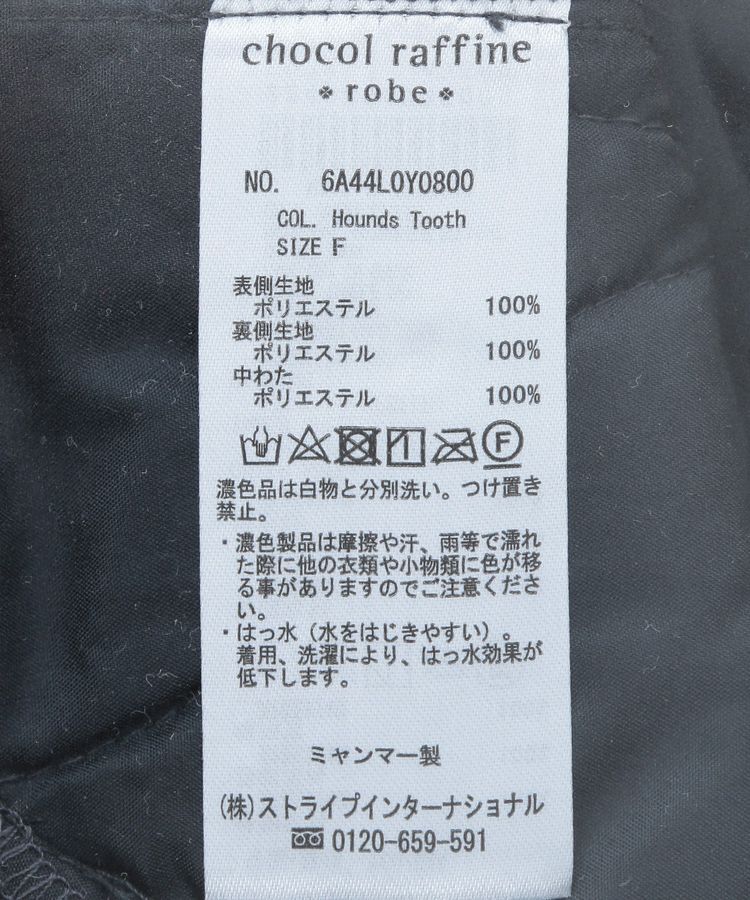 chocol raffine
robe
NO. 6A44L0Y0800
COL. Hounds Tooth
SIZE F
表側生地
ポリエステル 100%
裏側生地
ポリエステル 100%
中わた
ポリエステル 100%
F
濃色品は白物と分別洗い。つけ置き
禁止。
・濃色製品は摩擦や汗、雨等で濡れ
た際に他の衣類や小物類に色が移
る事がありますのでご注意くださ
い。
・はっ水（水をはじきやすい）。
着用、洗濯により、はっ水効果が
低下します。
ミャンマー製
(株)ストライプインターナショナル
0120-659-591